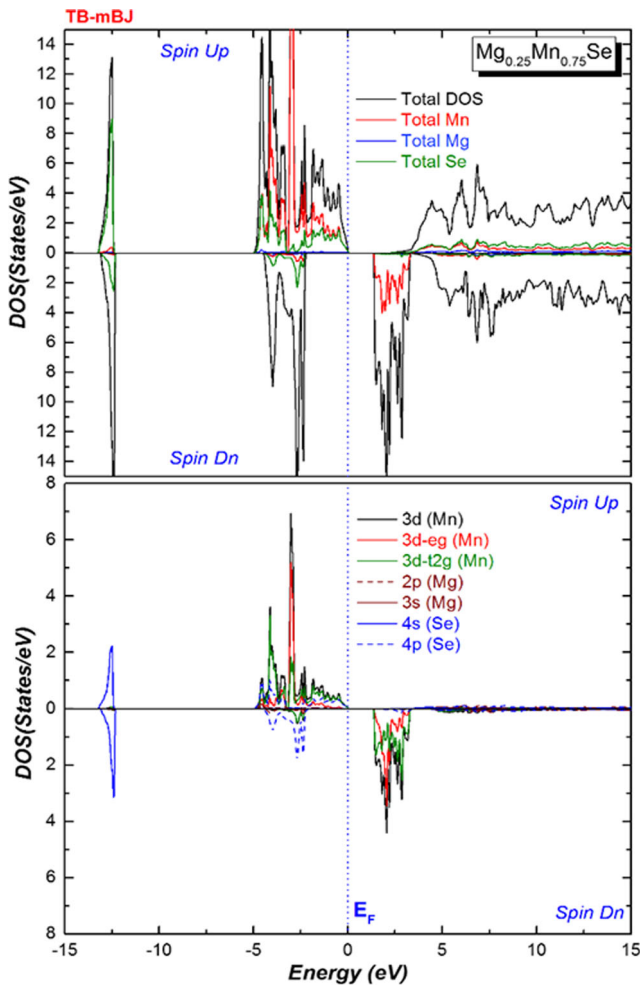 TB-mBJ
14
12
10
8
6
4
2
0
2
4
6
8
10
12
14
DOS(States/eV)
Spin Up
Mg0.25Mn0.75Se
Total DOS
Total Mn
Total Mg
Total Se
Spin Dn
8
6
4
2
0
2
4
6
8
DOS(States/eV)
Spin Up
3d (Mn)
3d-eg (Mn)
3d-t2g (Mn)
2p (Mg)
3s (Mg)
4s (Se)
4p (Se)
EF
Spin Dn
-15 -10 -5 0 5 10 15
Energy (eV)